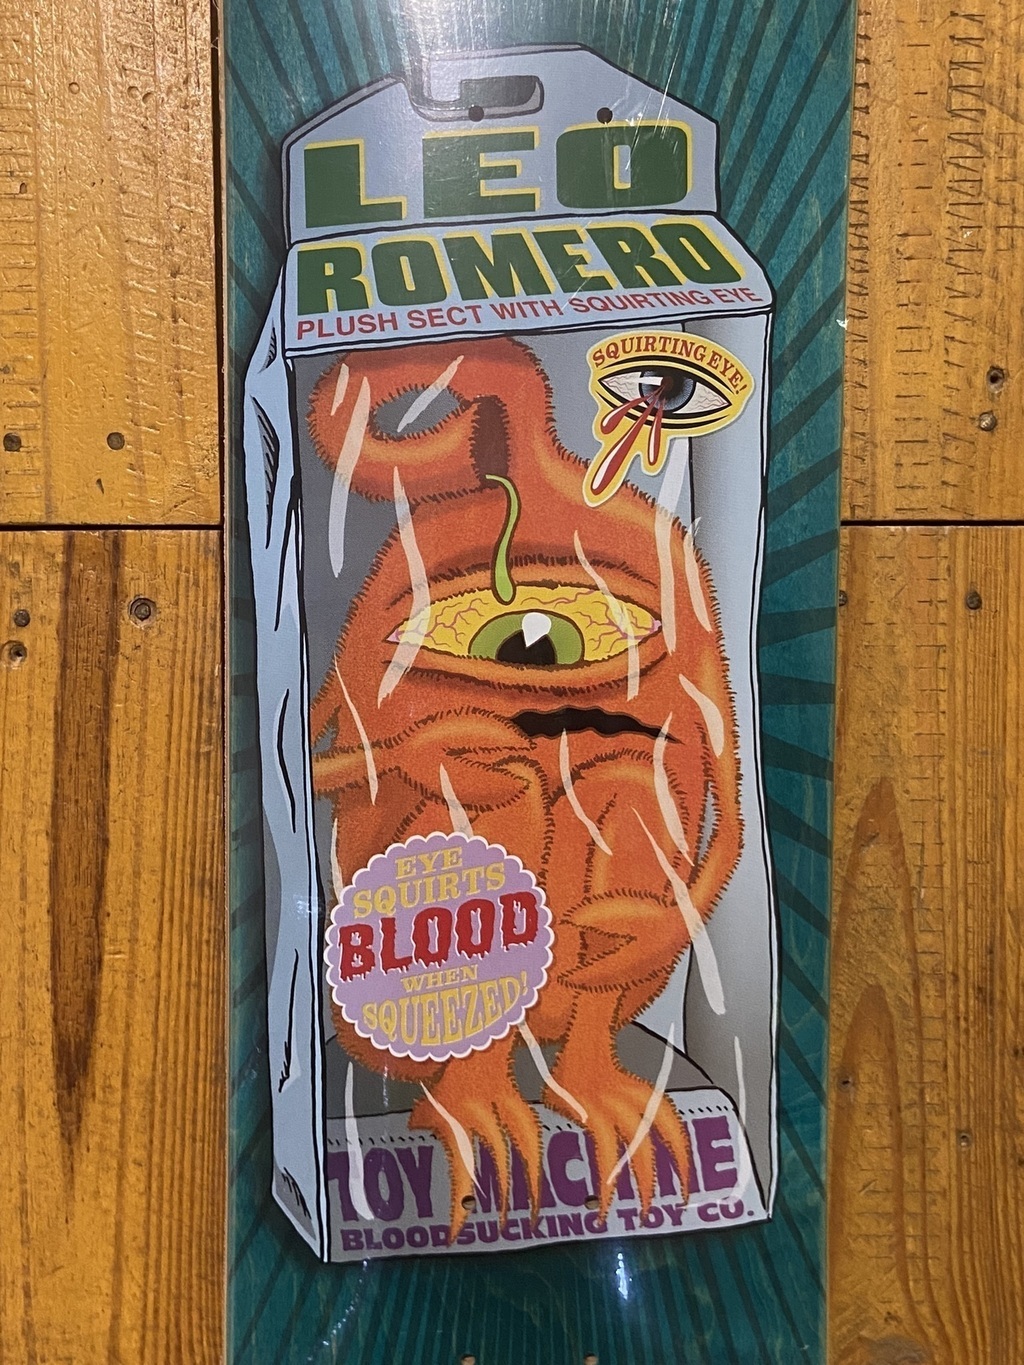 LEO
ROMERO
PLUSH SECT WITH SQUIRTING EYE
SQUIRTING EYE!
EYE
SQUIRTS
BLOOD
WHEN
SQUEEZED!
TOY MACHINE
BLOODSUCKING TOY CO.